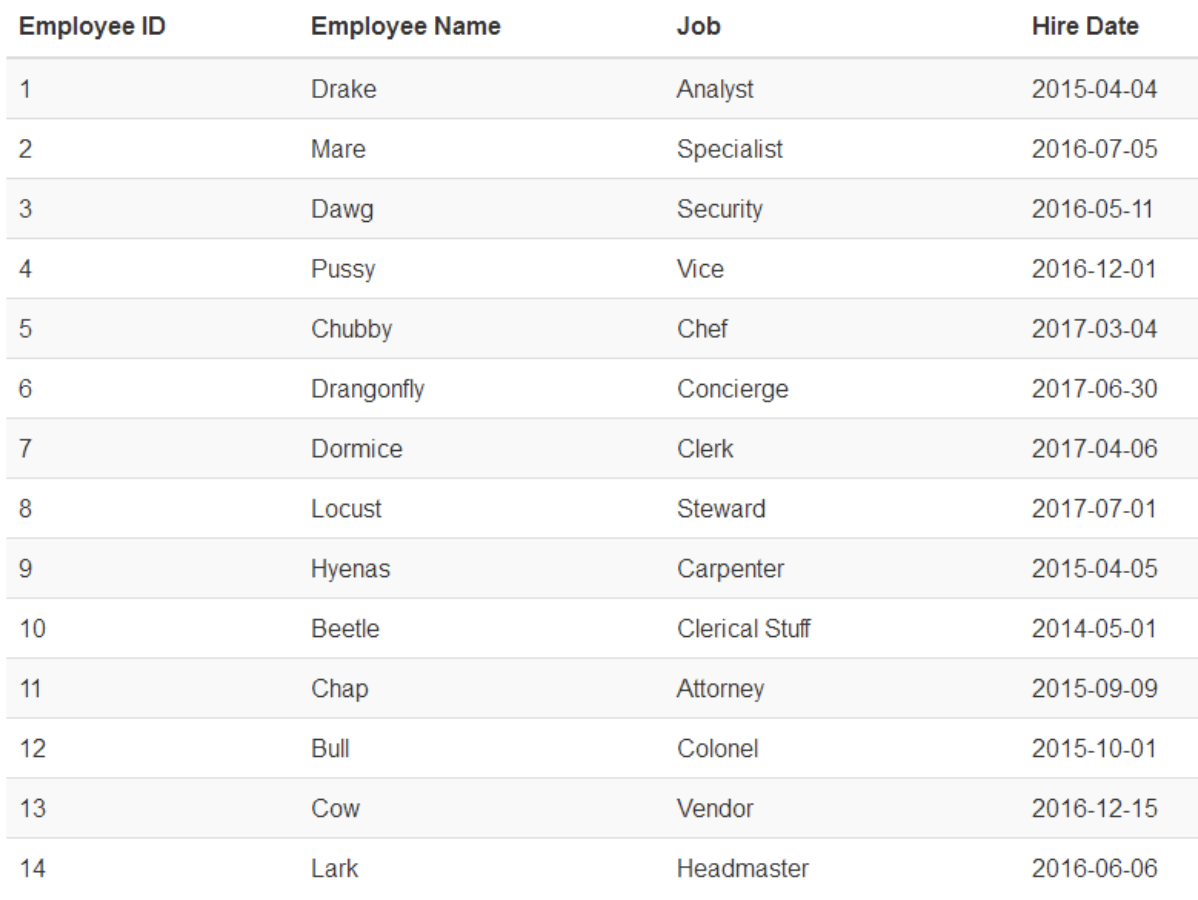 Employee ID Employee Name Job Hire Date
1 Drake Analyst 2015-04-04
2 Mare Specialist 2016-07-05
3 Dawg Security 2016-05-11
4 Pussy Vice 2016-12-01
5 Chubby Chef 2017-03-04
6 Drangonfly Concierge 2017-06-30
7 Dormice Clerk 2017-04-06
8 Locust Steward 2017-07-01
9 Hyenas Carpenter 2015-04-05
10 Beetle Clerical Stuff 2014-05-01
11 Chap Attorney 2015-09-09
12 Bull Colonel 2015-10-01
13 Cow Vendor 2016-12-15
14 Lark Headmaster 2016-06-06